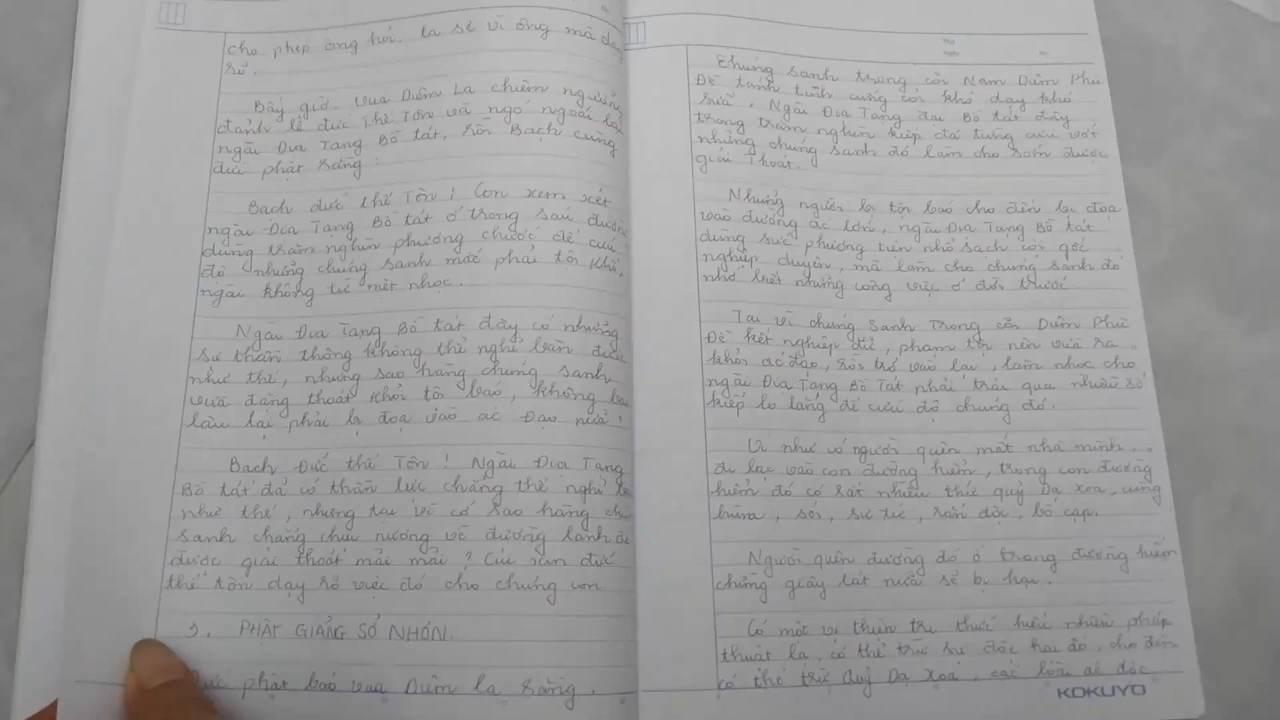 cho phép ông hỏi. ta sẽ vì ông mà dạy
rỏ.
Bấy giờ. Vua Diêm La chiêm ngưỡng
đảnh lễ đức Thế Tôn và ngó ngoái lại
ngài Địa Tạng Bồ tát, rồi Bạch cùng
đức phật rằng:
Bạch đức thế Tôn! Con xem xét
ngài Địa Tạng Bồ tát ở trong sáu đường
dùng trăm nghìn phương chước để cứu
độ những chúng sanh mắc phải tội khổ,
ngài không từ mệt nhọc.
Ngài Địa Tạng Bồ tát đây có những
sự thần thông không thể nghĩ bàn được
như thế, nhưng sao hàng chúng sanh
vừa đặng thoát khỏi tội báo, không bao
lâu lại phải bị đọa vào ác Đạo nữa.
Bạch Đức thế Tôn! Ngài Địa Tạng
Bồ tát đả có thần lực chẳng thể nghĩ
như thế, nhưng tại vì cớ sao hàng
sanh chẳng chịu nương về đường lành
được giải thoát mải mải? Cúi xin đức
thế tôn dạy rỏ việc đó cho chúng con
3. PHẬT GIẢNG SỞ NHƠN.
Đức phật bảo vua Diêm la rằng.
Chúng sanh trong cỏi Nam Diêm Phù
Đề tánh tình cứng cỏi khó dạy khó
sửa, Ngài Địa Tạng đại Bồ tát đây
trong trăm nghìn kiếp đả từng cứu vớt
những chúng sanh đó làm cho sớm được
giải Thoát.
Những người bị tội báo cho đến bị đọa
vào đường ác lớn, ngài Địa Tạng Bồ tát
dùng sức phương tiện nhổ sạch cội gốc
nghiệp duyên, mà làm cho chúng sanh đó
nhớ biết những công việc ở đời trước
Tại vì chúng sanh Trong cỏi Diêm Phù
Đề kết nghiệp dữ, phạm tội nên vừa ra
khỏi ác đạo, rồi trở vào lại, làm nhọc cho
ngài Địa Tạng Bồ Tát phải trải qua nhiều số
kiếp lo lắng để cứu độ chúng đó.
Ví như có người quên mất nhà mình,
đi lạc vào con đường hiểm, trong con đường
hiểm đó có rất nhiều thứ quỷ Dạ xoa, cùng
hùm, sói, sư tử, rắn độc, bò cạp.
Người quên đường đó ở trong đường hiểm
chừng giây lát nữa sẽ bị hại.
Có một vị thiện tri thức hiểu nhiều pháp
thuật lạ, có thể trừ sự độc hại đó, cho đến
có thể trừ Quỷ Dạ Xoa, các loài ác độc
KOKUYO